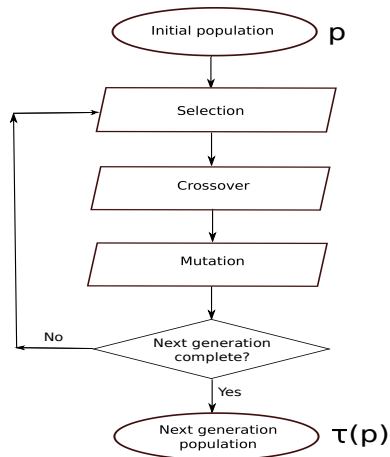 Initial population
p
Selection
Crossover
Mutation
Next generation
complete?
No
Yes
Next generation
population
τ(p)